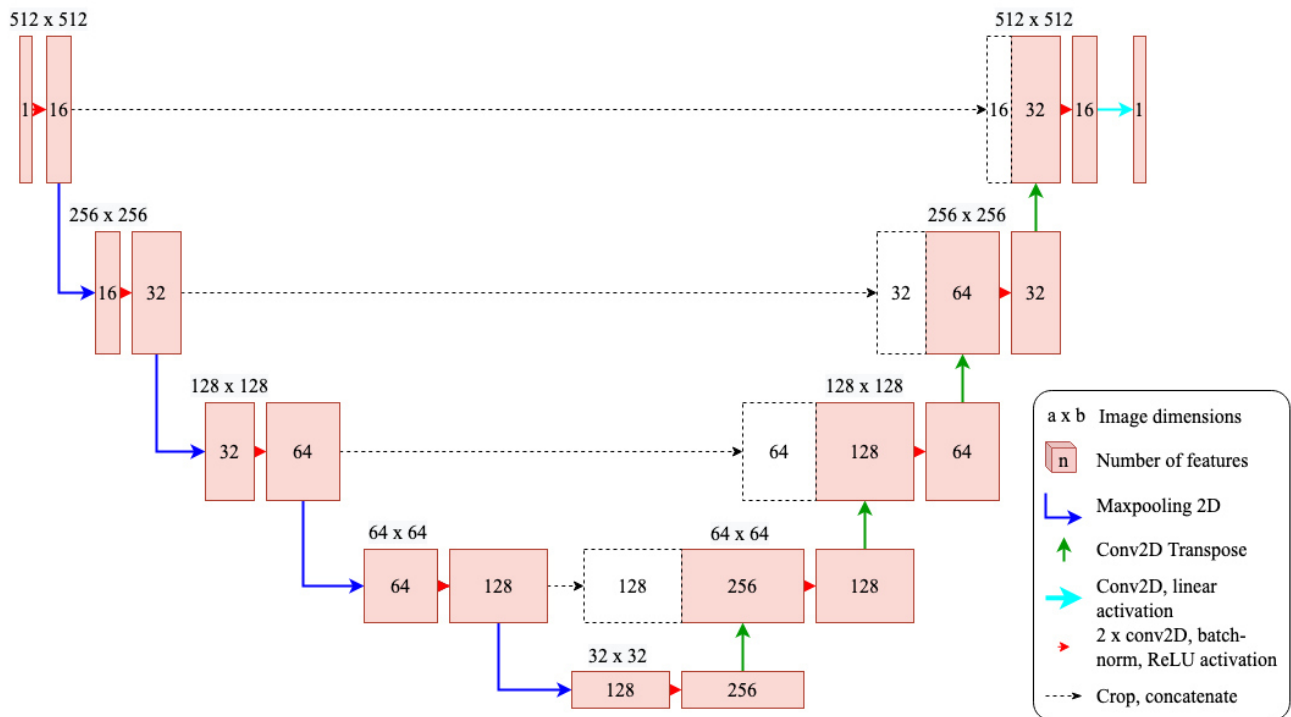 512 x 512
512 x 512
1
16
16
32
16
1
256 x 256
256 x 256
16
32
32
64
32
128 x 128
128 x 128
32
64
64
128
64
64 x 64
64 x 64
64
128
128
256
128
32 x 32
128
256
a x b Image dimensions
n Number of features
Maxpooling 2D
Conv2D Transpose
Conv2D, linear
activation
2 x conv2D, batch-
norm, ReLU activation
Crop, concatenate